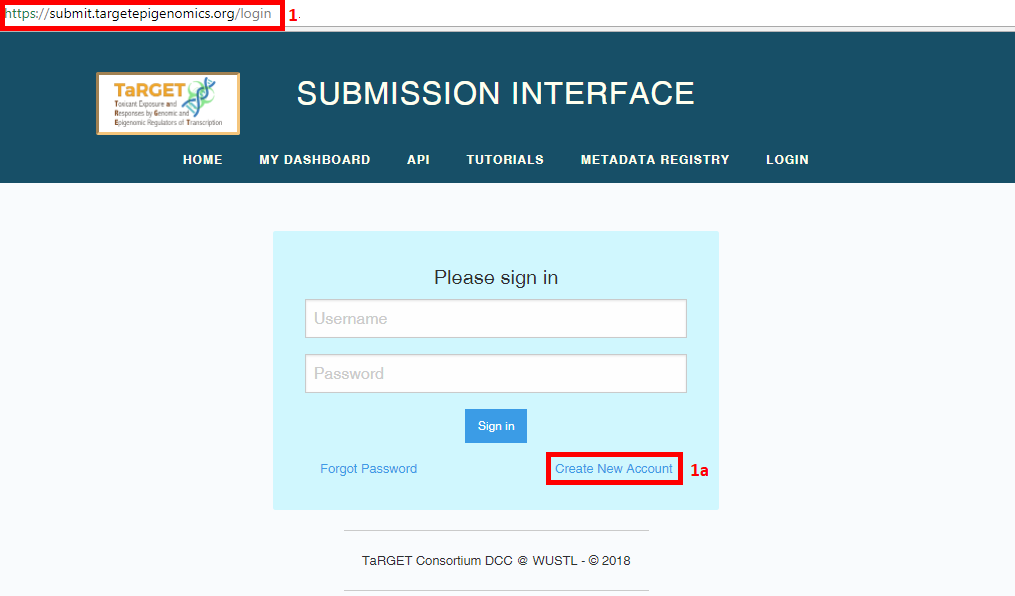 https://submit.targetepigenomics.org/login 1.
TaRGET
Toxicant Exposure and
Responses by Genomic and
Epigenomic Regulators of Transcription
SUBMISSION INTERFACE
HOME MY DASHBOARD API TUTORIALS METADATA REGISTRY LOGIN
Please sign in
Username
Password
Sign in
Forgot Password Create New Account 1a
TaRGET Consortium DCC @ WUSTL - © 2018